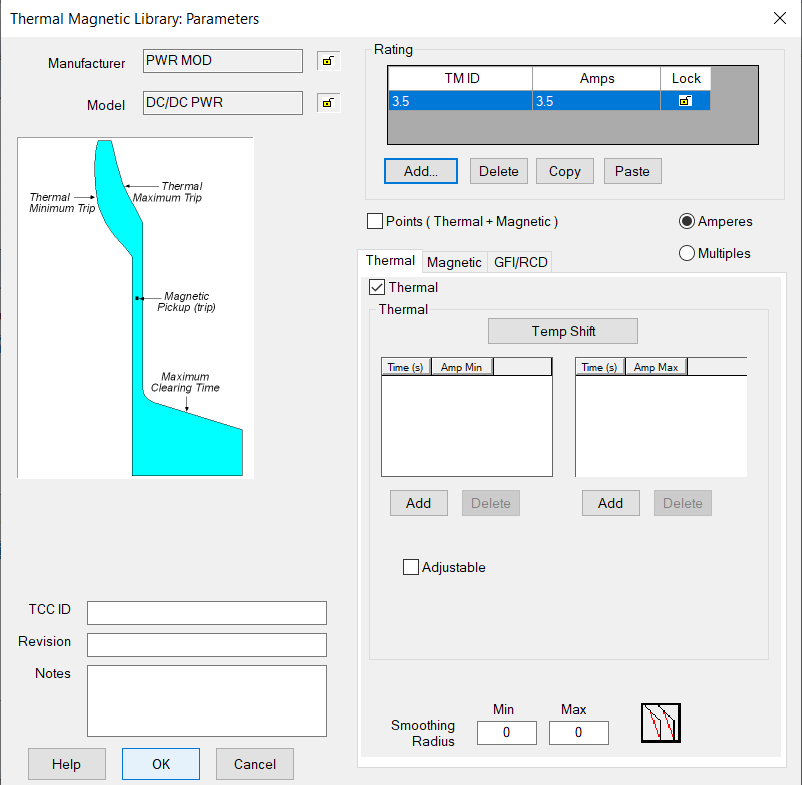 Thermal Magnetic Library: Parameters
Manufacturer PWR MOD
Model DC/DC PWR
Thermal
Maximum Trip
Thermal
Minimum Trip
Magnetic
Pickup (trip)
Maximum
Clearing Time
TCC ID
Revision
Notes
Help OK Cancel
Rating
TM ID Amps Lock
3.5 3.5
Add... Delete Copy Paste
Points ( Thermal + Magnetic ) Amperes
Multiples
Thermal Magnetic GFI/RCD
Thermal
Thermal
Temp Shift
Time (s) Amp Min Time (s) Amp Max
Add Delete Add Delete
Adjustable
Min Max
Smoothing
Radius 0 0